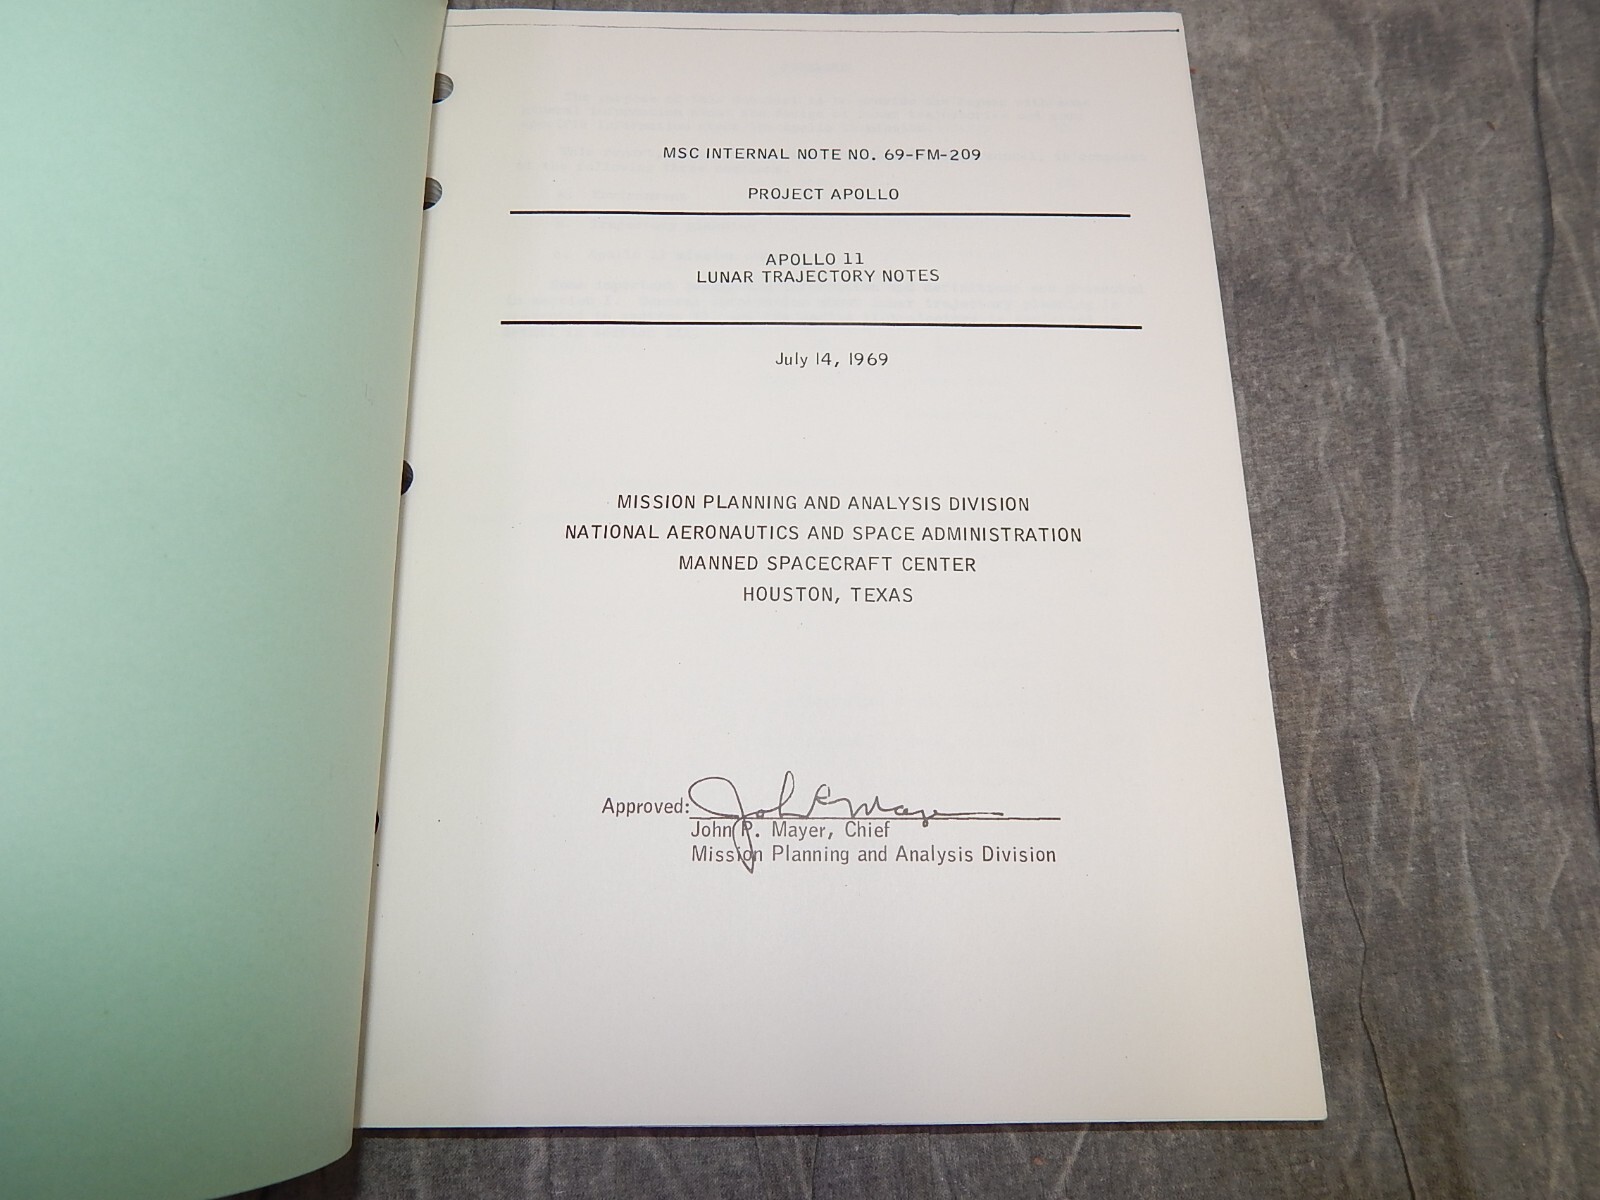 MSC INTERNAL NOTE NO. 69-FM-209
PROJECT APOLLO
APOLLO 11
LUNAR TRAJECTORY NOTES
July 14, 1969
MISSION PLANNING AND ANALYSIS DIVISION
NATIONAL AERONAUTICS AND SPACE ADMINISTRATION
MANNED SPACECRAFT CENTER
HOUSTON, TEXAS
Approved: John P. Mayer
John P. Mayer, Chief
Mission Planning and Analysis Division